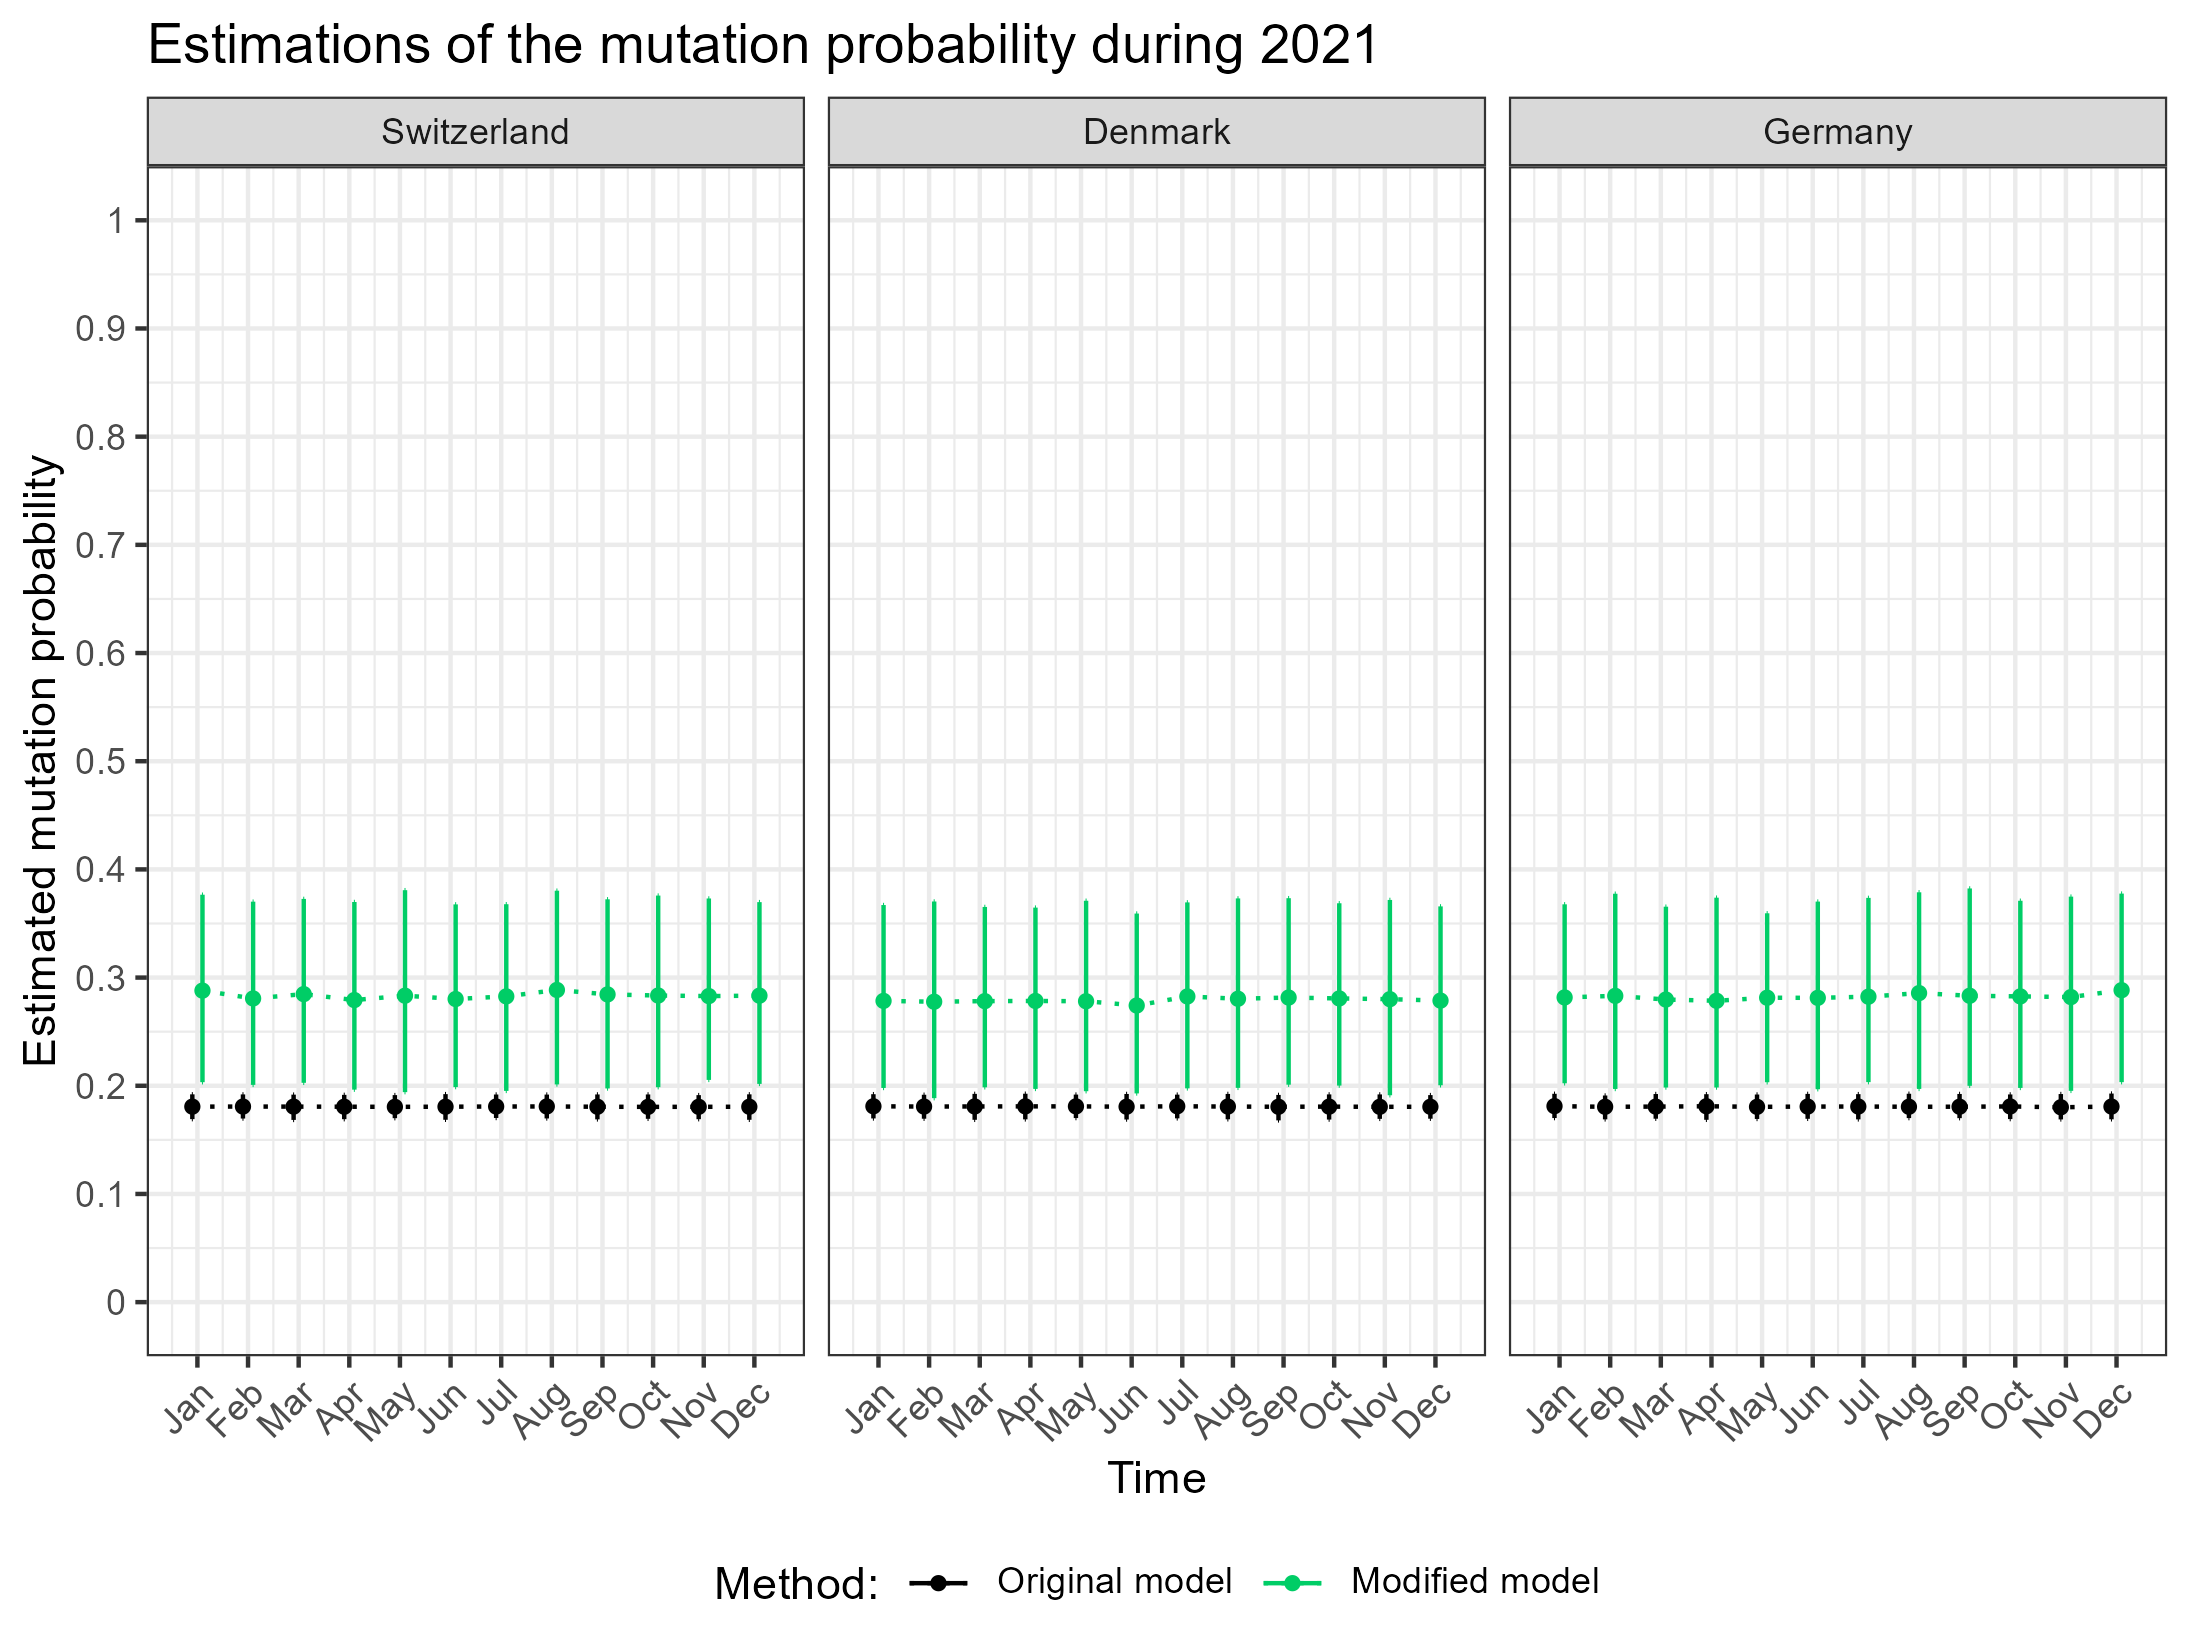 Estimations of the mutation probability during 2021
Switzerland
Denmark
Germany
Estimated mutation probability
1
0.9
0.8
0.7
0.6
0.5
0.4
0.3
0.2
0.1
0
Jan Feb Mar Apr May Jun Jul Aug Sep Oct Nov Dec
Jan Feb Mar Apr May Jun Jul Aug Sep Oct Nov Dec
Jan Feb Mar Apr May Jun Jul Aug Sep Oct Nov Dec
Time
Method: Original model Modified model